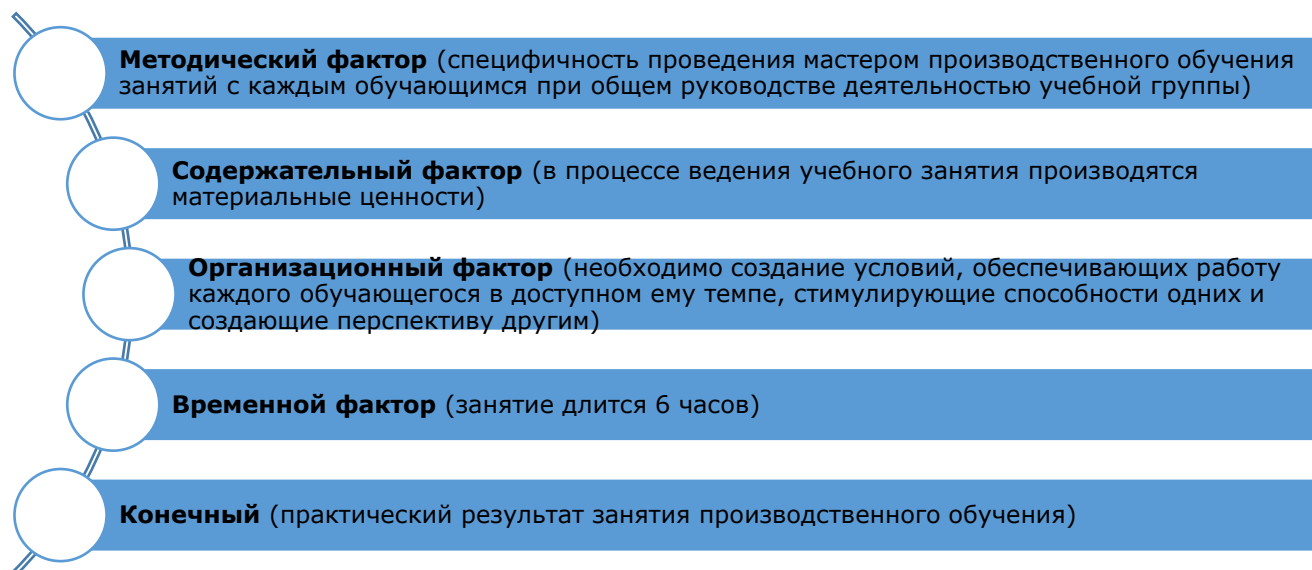 Методический фактор (специфичность проведения мастером производственного обучения
занятий с каждым обучающимся при общем руководстве деятельностью учебной группы)
Содержательный фактор (в процессе ведения учебного занятия производятся
материальные ценности)
Организационный фактор (необходимо создание условий, обеспечивающих работу
каждого обучающегося в доступном ему темпе, стимулирующие способности одних и
создающие перспективу другим)
Временной фактор (занятие длится 6 часов)
Конечный (практический результат занятия производственного обучения)